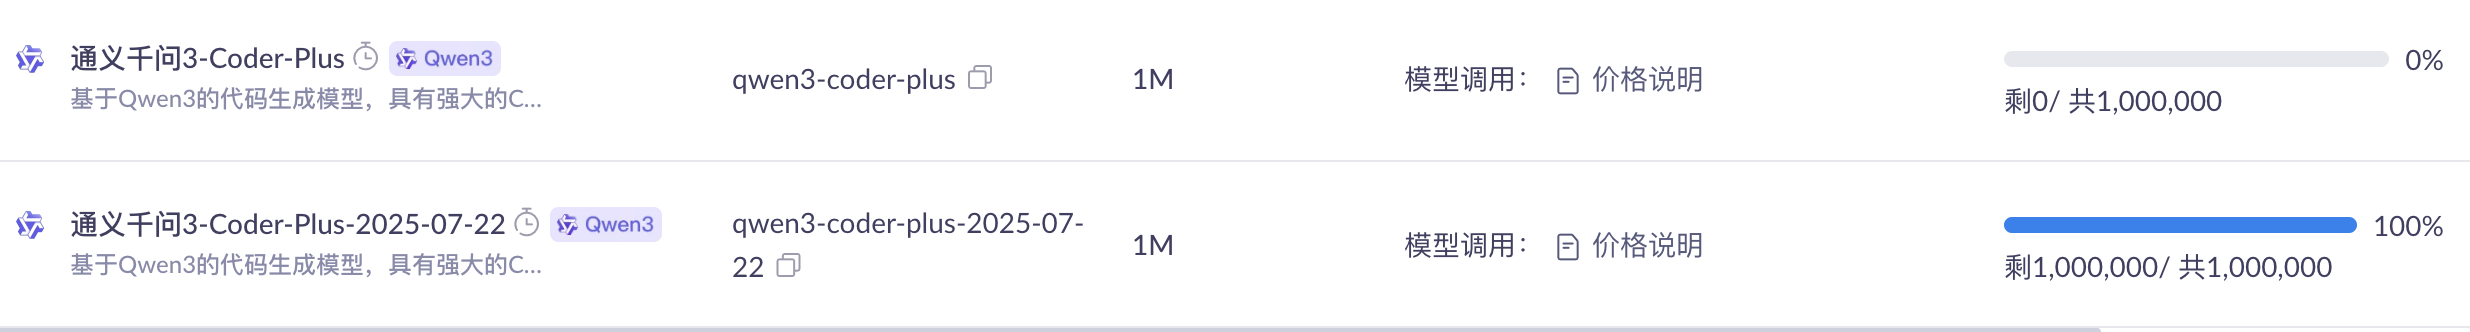 通义千问3-Coder-Plus Qwen3
基于Qwen3的代码生成模型，具有强大的C...
qwen3-coder-plus
1M
模型调用： 价格说明
0%
剩0/ 共1,000,000
通义千问3-Coder-Plus-2025-07-22 Qwen3
基于Qwen3的代码生成模型，具有强大的C...
qwen3-coder-plus-2025-07-
22
1M
模型调用： 价格说明
100%
剩1,000,000/ 共1,000,000